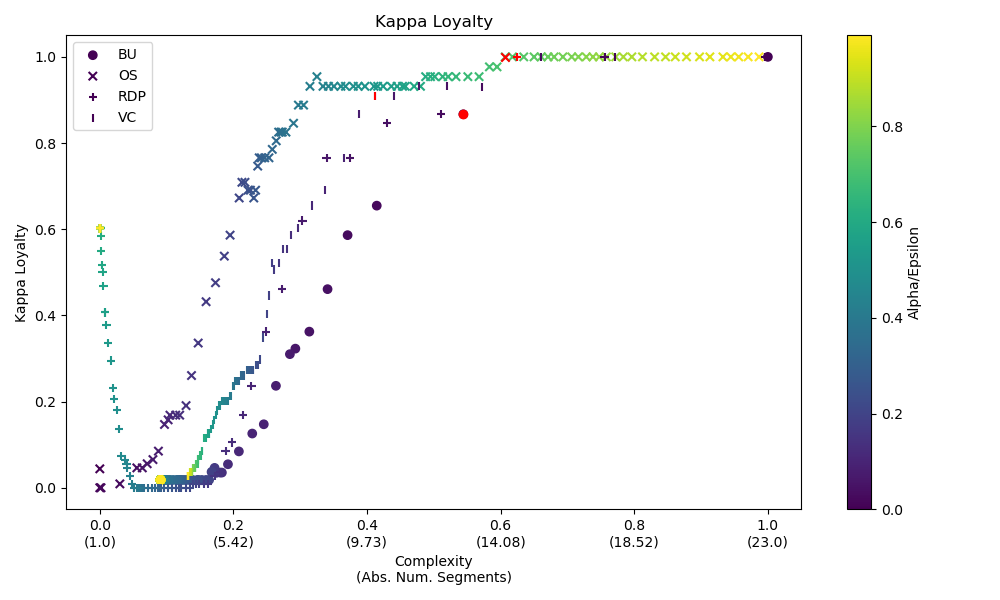 Kappa Loyalty
BU
OS
RDP
VC
Kappa Loyalty
1.0
0.8
0.6
0.4
0.2
0.0
0.0
(1.0)
0.2
(5.42)
0.4
(9.73)
0.6
(14.08)
0.8
(18.52)
1.0
(23.0)
Complexity
(Abs. Num. Segments)
0.8
0.6
0.4
0.2
0.0
Alpha/Epsilon